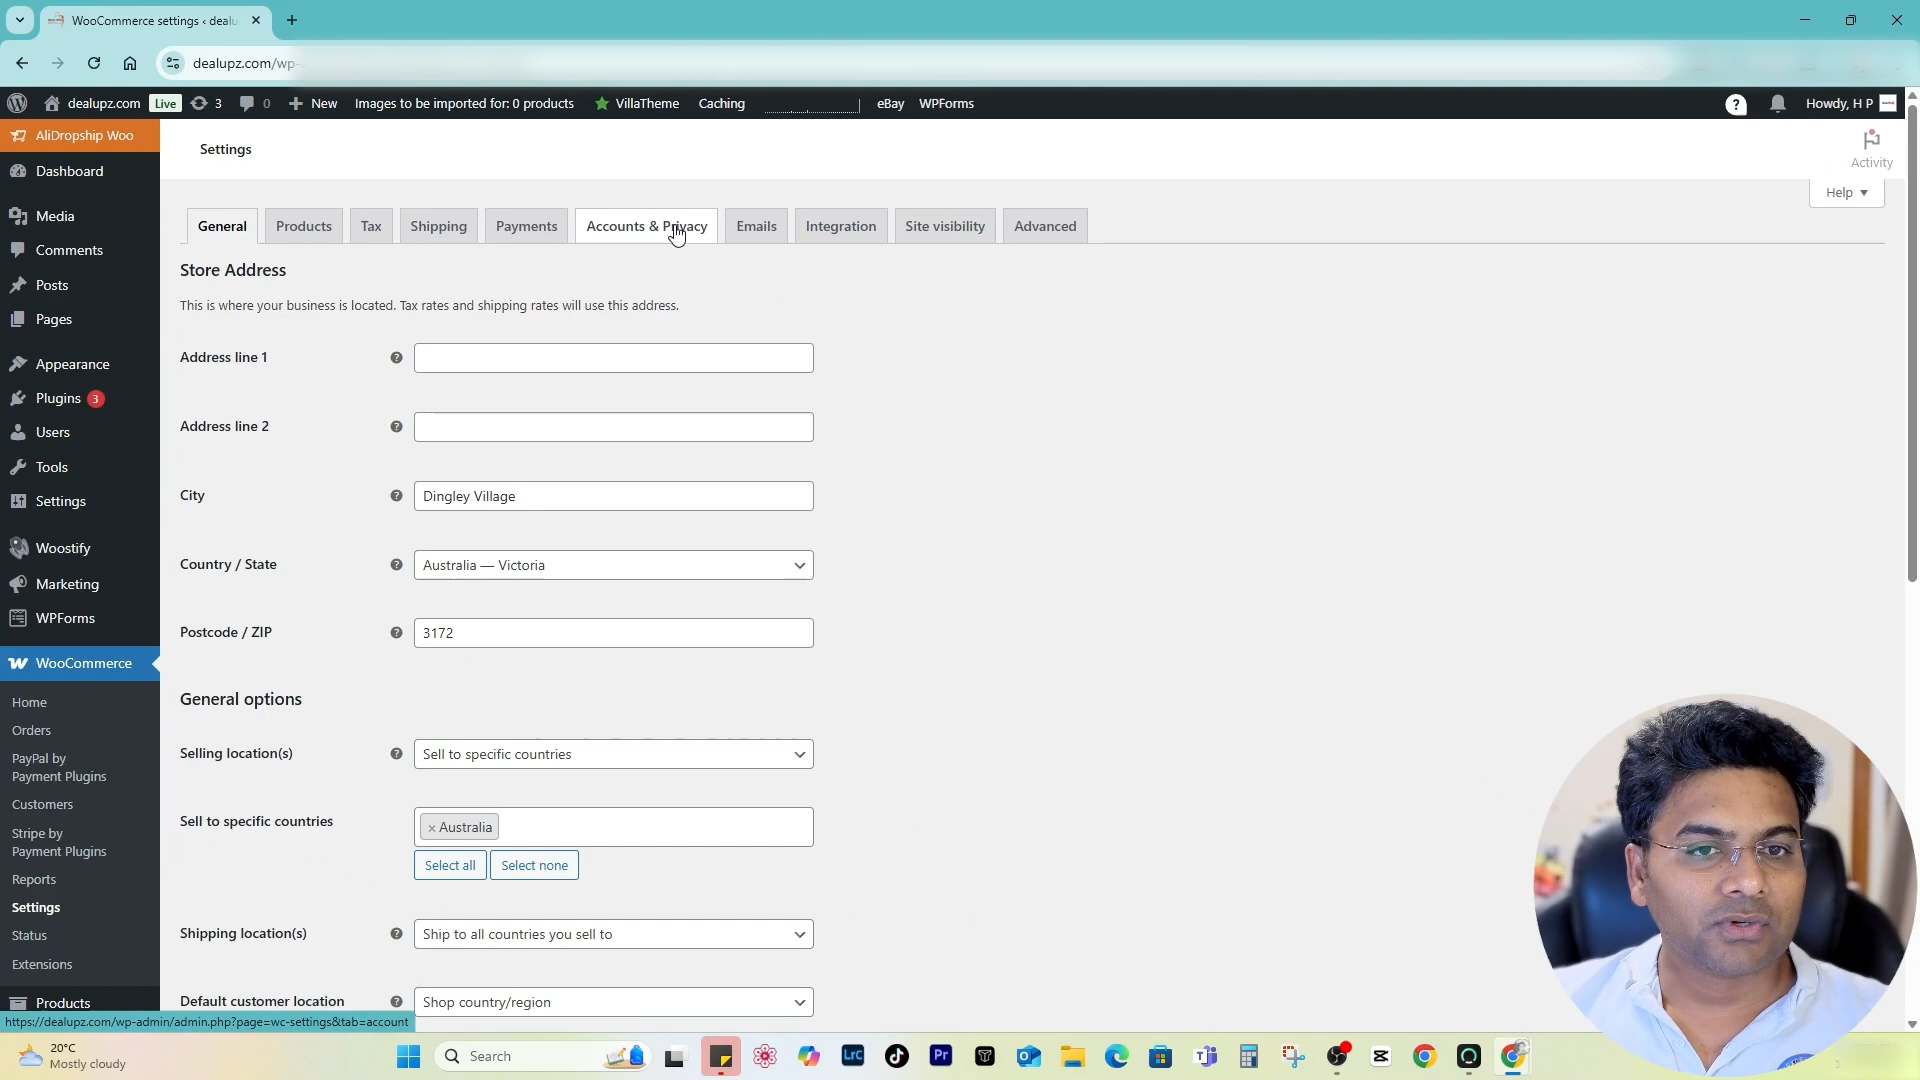 WooCommerce settings ‹ dealu
dealupz.com/wp-
dealupz.com Live 3 0 New Images to be imported for: 0 products VillaTheme Caching eBay WPForms Howdy, H P
AliDropship Woo
Dashboard
Media
Comments
Posts
Pages
Appearance
Plugins 3
Users
Tools
Settings
Woostify
Marketing
WPForms
WooCommerce
Home
Orders
PayPal by
Payment Plugins
Customers
Stripe by
Payment Plugins
Reports
Settings
Status
Extensions
Products
Settings
Activity
Help
General Products Tax Shipping Payments Accounts & Privacy Emails Integration Site visibility Advanced
Store Address
This is where your business is located. Tax rates and shipping rates will use this address.
Address line 1
Address line 2
City Dingley Village
Country / State Australia — Victoria
Postcode / ZIP 3172
General options
Selling location(s) Sell to specific countries
Sell to specific countries × Australia
Select all Select none
Shipping location(s) Ship to all countries you sell to
Default customer location Shop country/region
https://dealupz.com/wp-admin/admin.php?page=wc-settings&tab=account
20°C
Mostly cloudy
Search
LrC
Pr